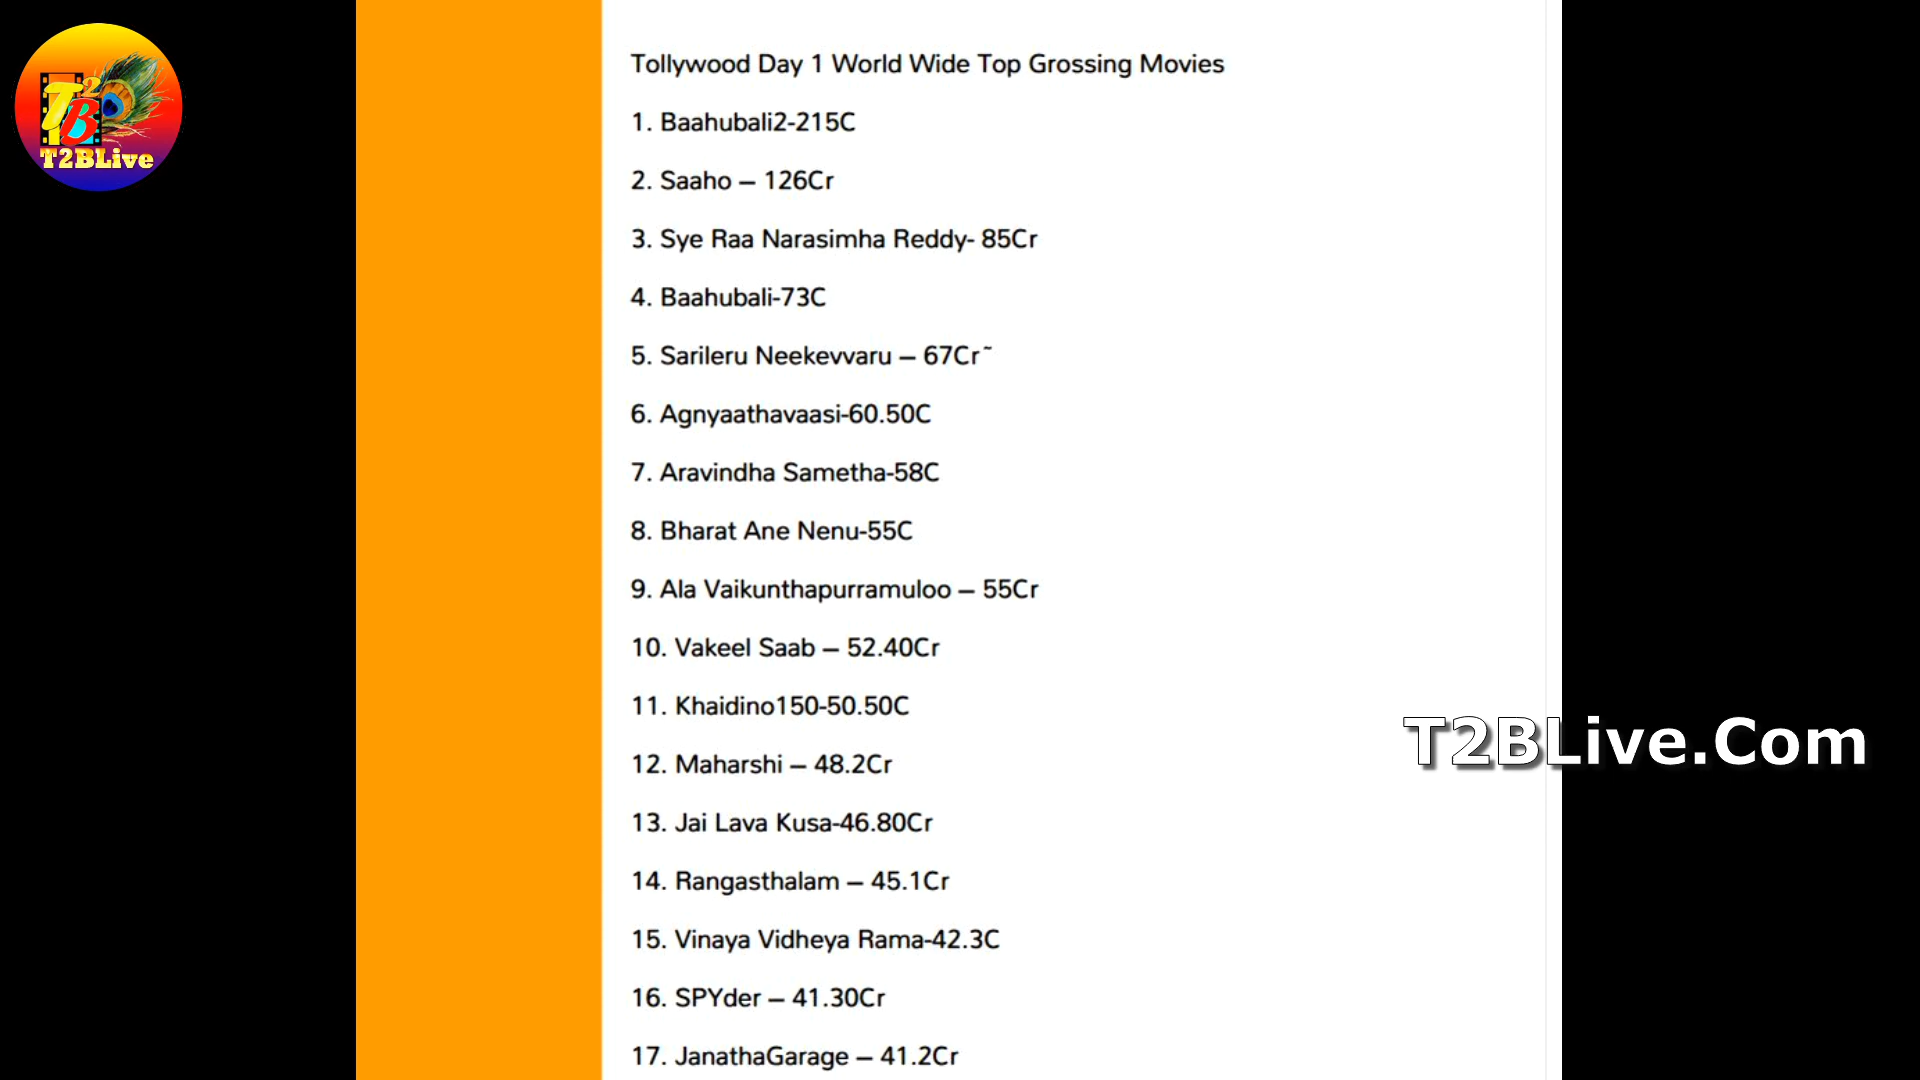 T2B
T2BLive
Tollywood Day 1 World Wide Top Grossing Movies
1. Baahubali2-215C
2. Saaho – 126Cr
3. Sye Raa Narasimha Reddy- 85Cr
4. Baahubali-73C
5. Sarileru Neekevvaru – 67Cr~
6. Agnyaathavaasi-60.50C
7. Aravindha Sametha-58C
8. Bharat Ane Nenu-55C
9. Ala Vaikunthapurramuloo – 55Cr
10. Vakeel Saab – 52.40Cr
11. Khaidino150-50.50C
12. Maharshi – 48.2Cr
13. Jai Lava Kusa-46.80Cr
14. Rangasthalam – 45.1Cr
15. Vinaya Vidheya Rama-42.3C
16. SPYder – 41.30Cr
17. JanathaGarage – 41.2Cr
T2BLive.Com